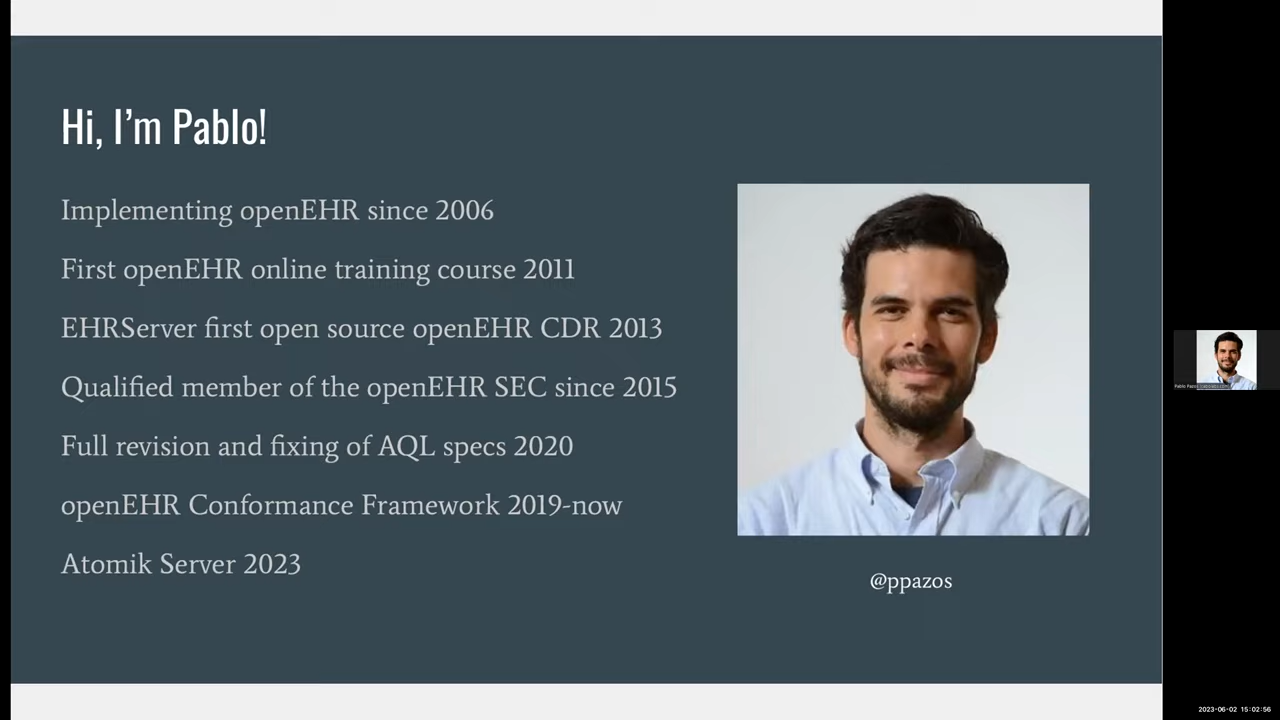 Hi, I'm Pablo!
Implementing openEHR since 2006
First openEHR online training course 2011
EHRServer first open source openEHR CDR 2013
Qualified member of the openEHR SEC since 2015
Full revision and fixing of AQL specs 2020
openEHR Conformance Framework 2019-now
Atomik Server 2023
@ppazos
Pablo Pazos
2023-06-02 15:02:56